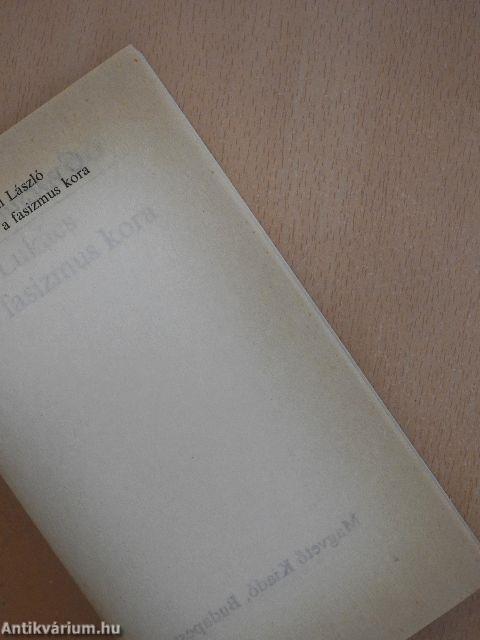 László
a fasizmus kora
Lukács
fasizmus kora
Magvető Kiadó, Budapest
Antikvárium.hu